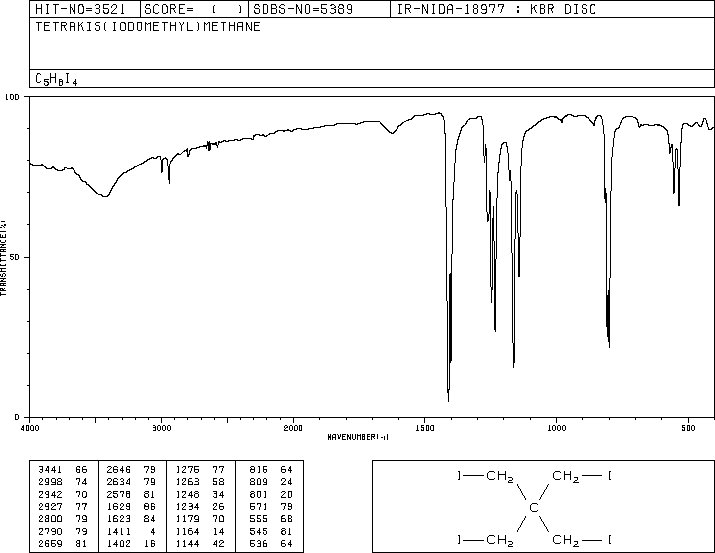 HIT-NO=3521 SCORE= ( ) SDBS-NO=5389 IR-NIDA-18977 : KBR DISC
TETRAKIS(IODOMETHYL)METHANE
C5H8I4
100
50
0
TRANSMITTANCE(%)
4000 3000 2000 1500 1000 500
WAVENUMBER(-1)
3441 66 2646 79 1276 77 816 64
2998 74 2634 79 1263 58 809 24
2942 70 2578 81 1248 34 801 20
2927 77 1629 86 1234 26 571 79
2800 79 1623 84 1179 70 555 68
2790 79 1411 4 1164 14 545 81
2659 81 1402 16 1144 42 536 64
I CH2 CH2 I
C
I CH2 CH2 I